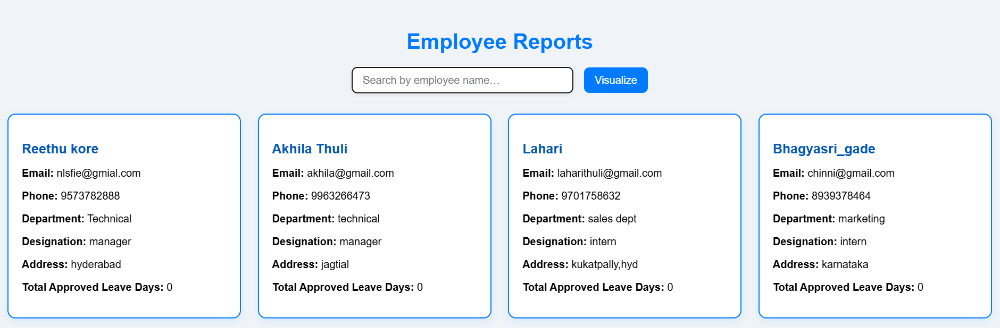 Employee Reports
Search by employee name...
Visualize
Reethu kore
Email: nlsfie@gmial.com
Phone: 9573782888
Department: Technical
Designation: manager
Address: hyderabad
Total Approved Leave Days: 0
Akhila Thuli
Email: akhila@gmail.com
Phone: 9963266473
Department: technical
Designation: manager
Address: jagtial
Total Approved Leave Days: 0
Lahari
Email: laharithuli@gmail.com
Phone: 9701758632
Department: sales dept
Designation: intern
Address: kukatpally,hyd
Total Approved Leave Days: 0
Bhagyasri_gade
Email: chinni@gmail.com
Phone: 8939378464
Department: marketing
Designation: intern
Address: karnataka
Total Approved Leave Days: 0